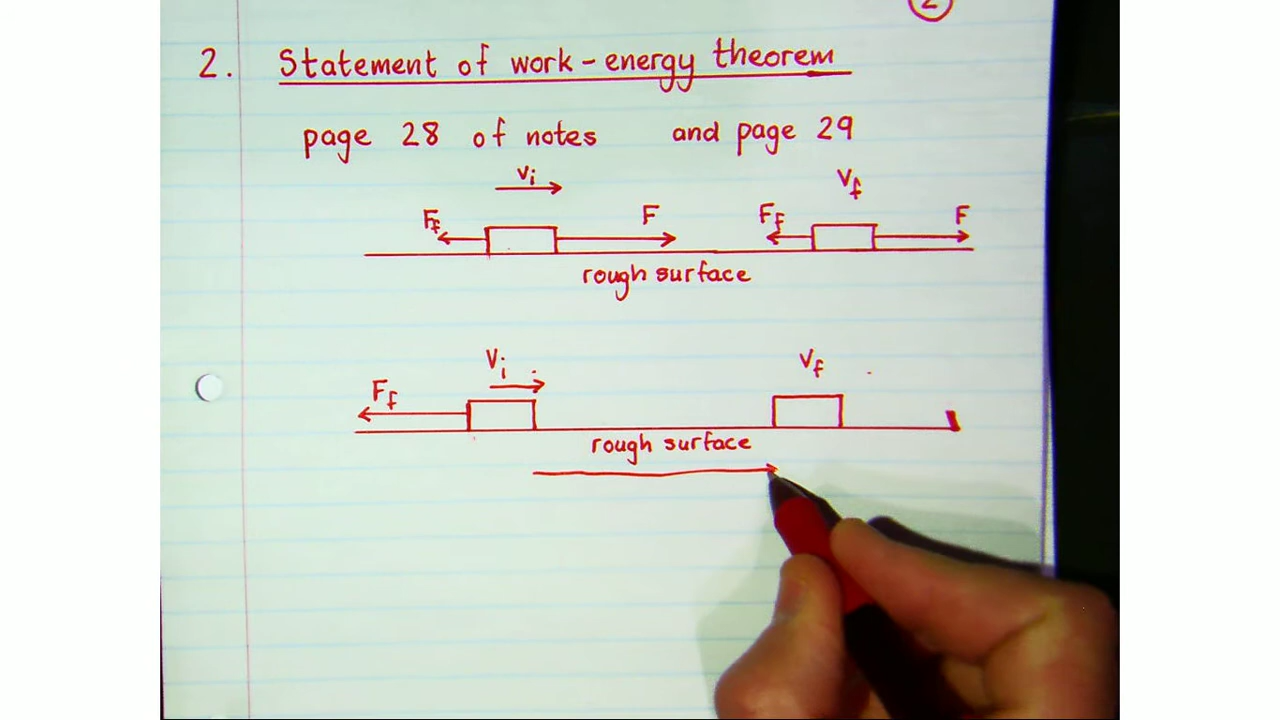 2
2. Statement of work-energy theorem
page 28 of notes and page 29
vi Vf
Ff F Ff F
rough surface
Vi Vf
Ff
rough surface